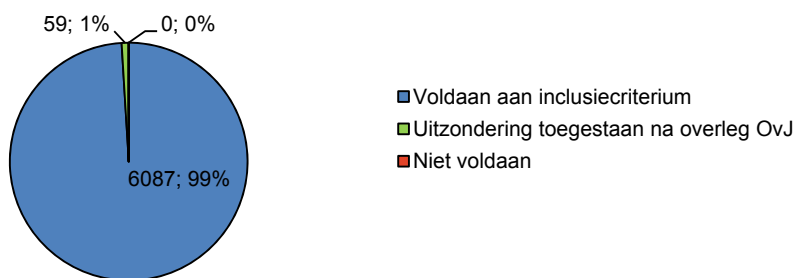 59; 1%
0; 0%
6087; 99%
Voldaan aan inclusiecriterium
Uitzondering toegestaan na overleg OvJ
Niet voldaan